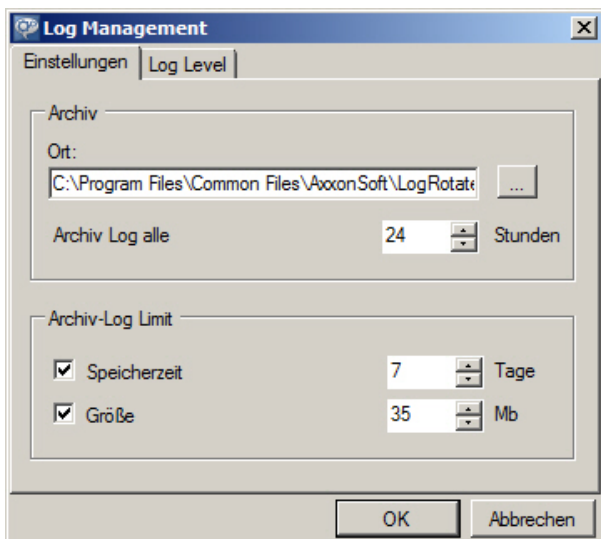 Log Management
Einstellungen Log Level
Archiv
Ort:
C:\Program Files\Common Files\AxxonSoft\LogRotate ...
Archiv Log alle 24 Stunden
Archiv-Log Limit
Speicherzeit 7 Tage
Größe 35 Mb
OK Abbrechen